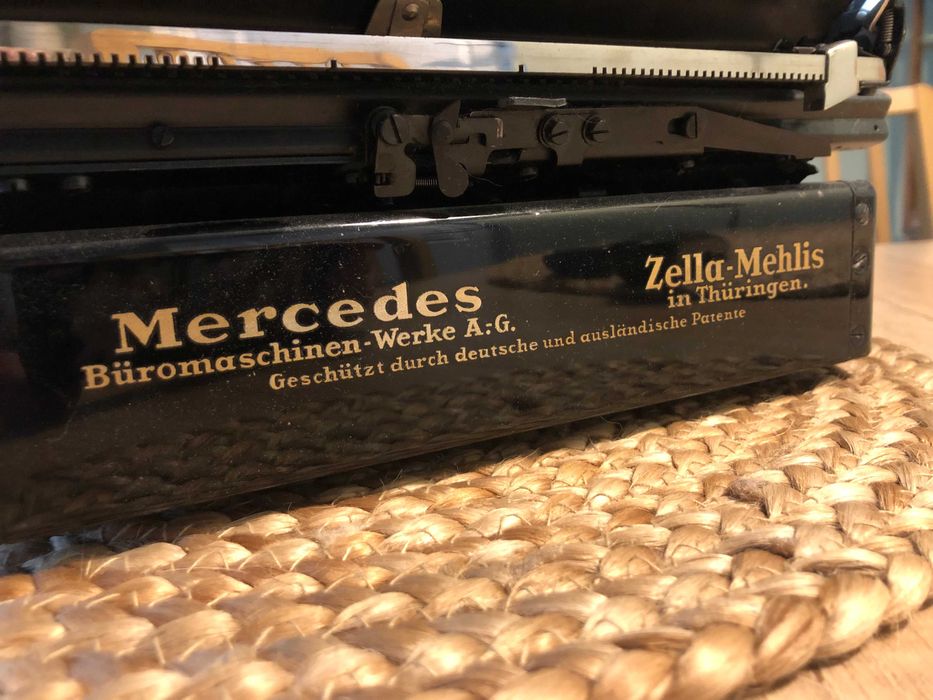 Mercedes
Büromaschinen-Werke A.-G.
Zella-Mehlis
in Thüringen.
Geschützt durch deutsche und ausländische Patente